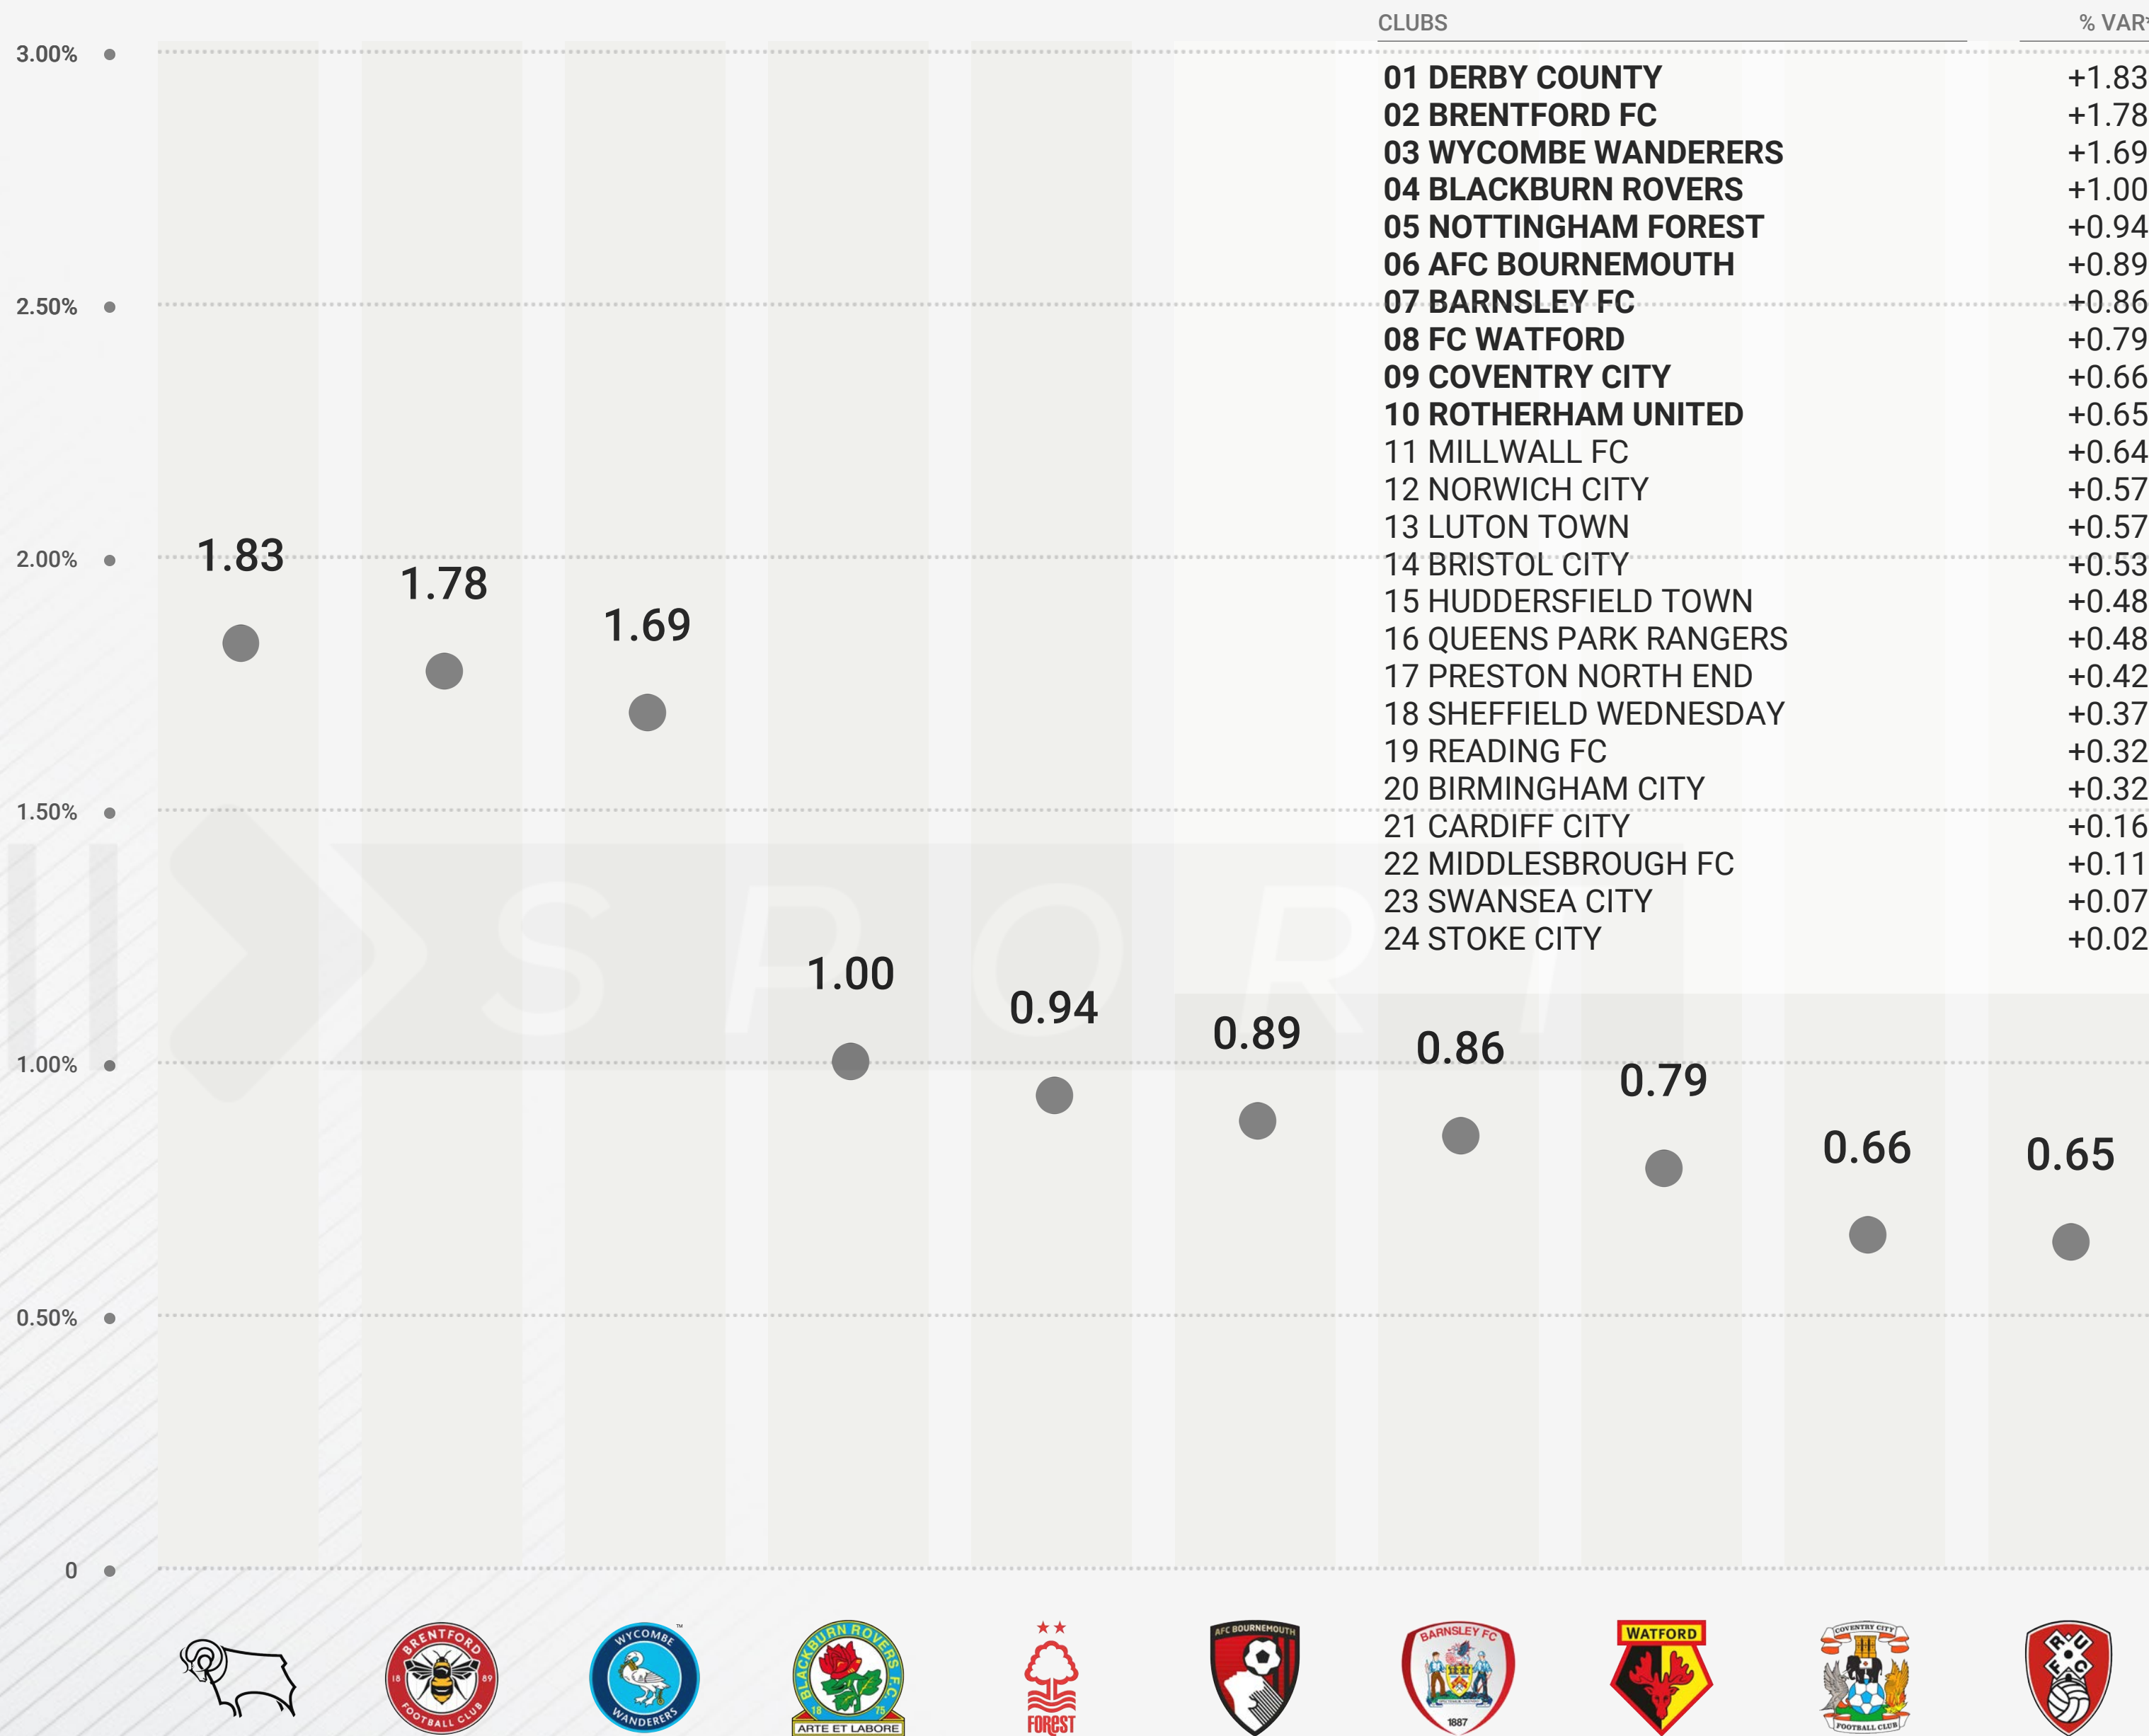 CLUBS % VAR*
3.00%
01 DERBY COUNTY +1.83
02 BRENTFORD FC +1.78
03 WYCOMBE WANDERERS +1.69
04 BLACKBURN ROVERS +1.00
05 NOTTINGHAM FOREST +0.94
06 AFC BOURNEMOUTH +0.89
2.50%
07 BARNSLEY FC +0.86
08 FC WATFORD +0.79
09 COVENTRY CITY +0.66
10 ROTHERHAM UNITED +0.65
11 MILLWALL FC +0.64
12 NORWICH CITY +0.57
13 LUTON TOWN +0.57
2.00%
14 BRISTOL CITY +0.53
15 HUDDERSFIELD TOWN +0.48
16 QUEENS PARK RANGERS +0.48
17 PRESTON NORTH END +0.42
18 SHEFFIELD WEDNESDAY +0.37
19 READING FC +0.32
20 BIRMINGHAM CITY +0.32
1.50%
21 CARDIFF CITY +0.16
22 MIDDLESBROUGH FC +0.11
23 SWANSEA CITY +0.07
24 STOKE CITY +0.02
1.83
1.78
1.69
SPORT
1.00
0.94
0.89
0.86
0.79
0.66
0.65
1.00%
0.50%
0
BRENTFORD
18 89
FOOTBALL CLUB
WYCOMBE
WANDERERS
™
BLACKBURN ROVERS F.C.
18 75
ARTE ET LABORE
FOREST
AFC BOURNEMOUTH
BARNSLEY FC
1887
WATFORD
COVENTRY CITY
FOOTBALL CLUB
R U
F C